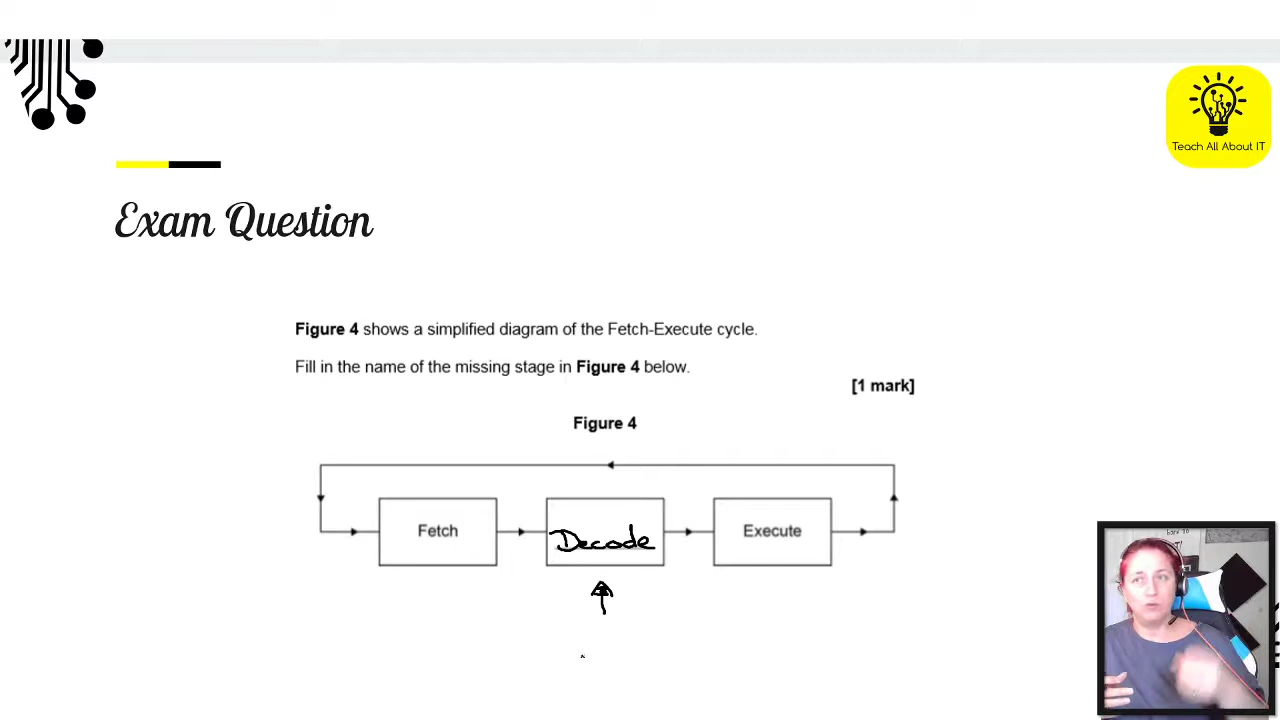 Teach All About IT
Exam Question
Figure 4 shows a simplified diagram of the Fetch-Execute cycle.
Fill in the name of the missing stage in Figure 4 below.
[1 mark]
Figure 4
Fetch
Decode
Execute